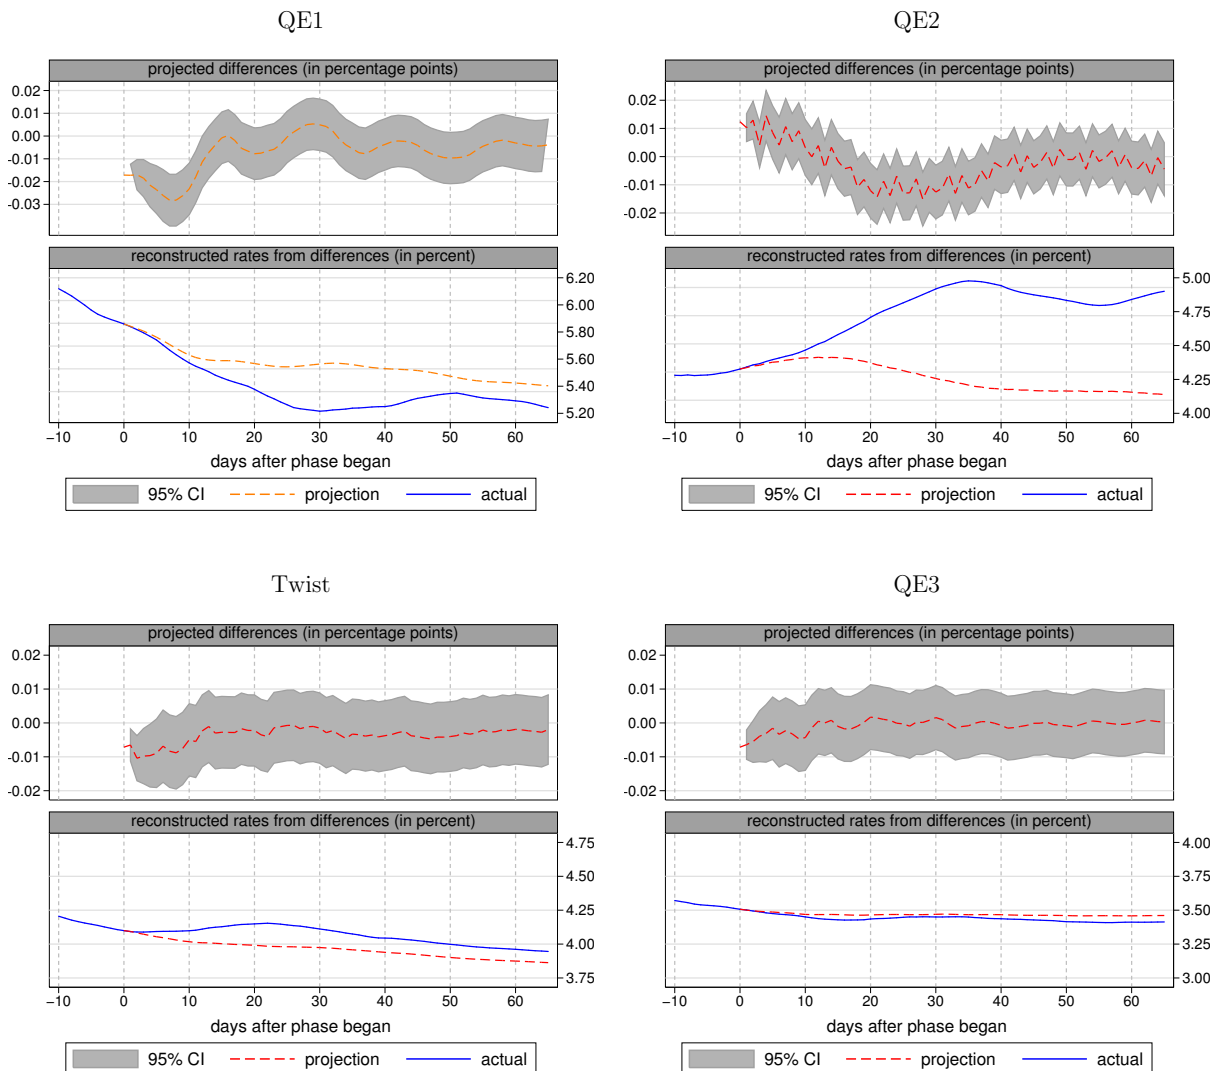 QE1
projected differences (in percentage points)
0.02
0.01
0.00
-0.01
-0.02
-0.03
reconstructed rates from differences (in percent)
6.20
6.00
5.80
5.60
5.40
5.20
−10 0 10 20 30 40 50 60
days after phase began
95% CI projection actual
QE2
projected differences (in percentage points)
0.02
0.01
0.00
-0.01
-0.02
reconstructed rates from differences (in percent)
5.00
4.75
4.50
4.25
4.00
−10 0 10 20 30 40 50 60
days after phase began
95% CI projection actual
Twist
projected differences (in percentage points)
0.02
0.01
0.00
-0.01
-0.02
reconstructed rates from differences (in percent)
4.75
4.50
4.25
4.00
3.75
−10 0 10 20 30 40 50 60
days after phase began
95% CI projection actual
QE3
projected differences (in percentage points)
0.02
0.01
0.00
-0.01
-0.02
reconstructed rates from differences (in percent)
4.00
3.75
3.50
3.25
3.00
−10 0 10 20 30 40 50 60
days after phase began
95% CI projection actual